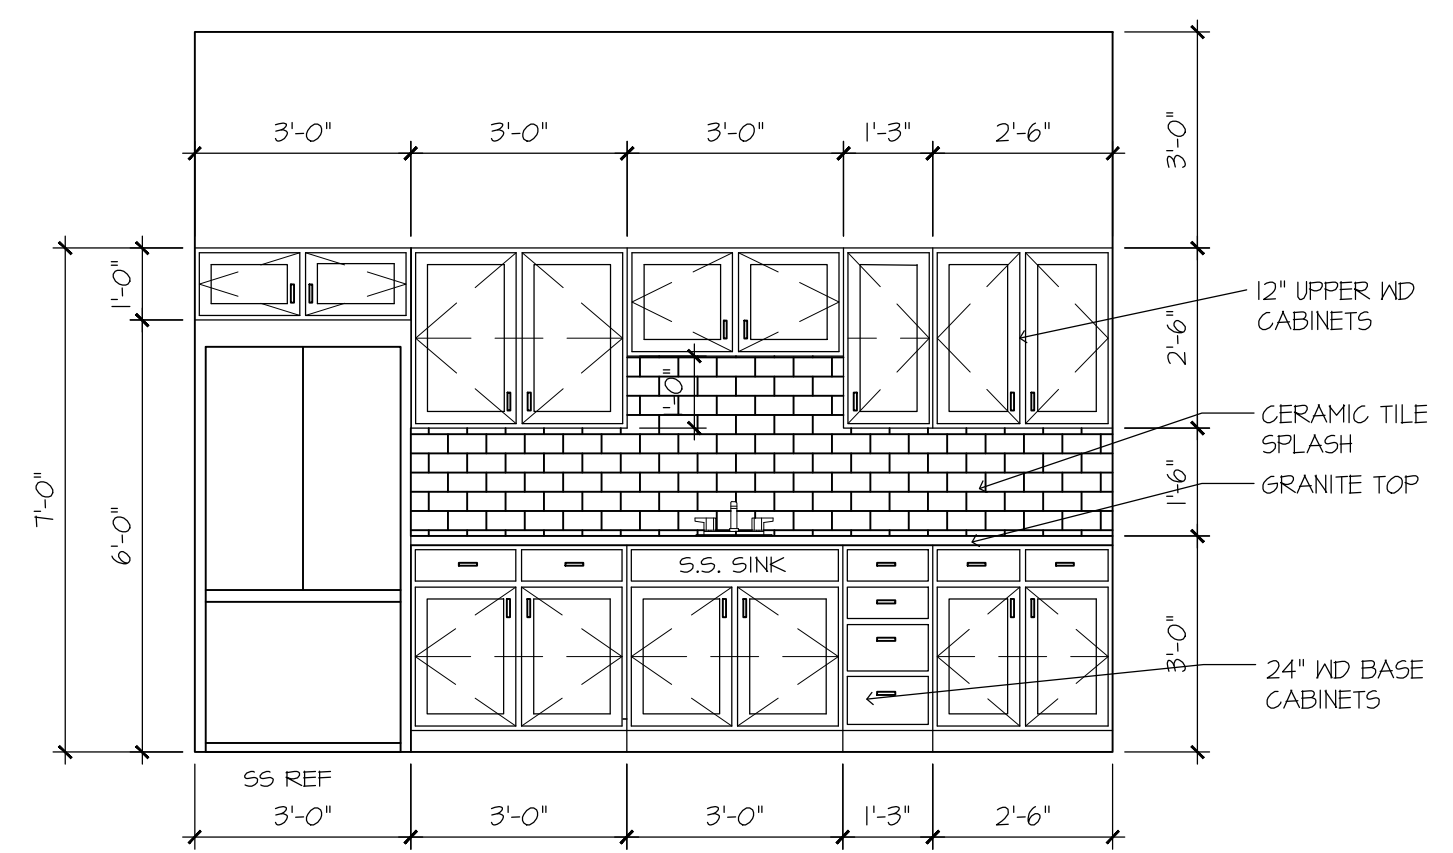 3'-0"
3'-0"
3'-0"
1'-3"
2'-6"
3'-0"
1'-0"
7'-0"
6'-0"
1'-0"
2'-6"
1'-6"
3'-0"
12" UPPER WD
CABINETS
CERAMIC TILE
SPLASH
GRANITE TOP
S.S. SINK
24" WD BASE
CABINETS
SS REF
3'-0"
3'-0"
3'-0"
1'-3"
2'-6"